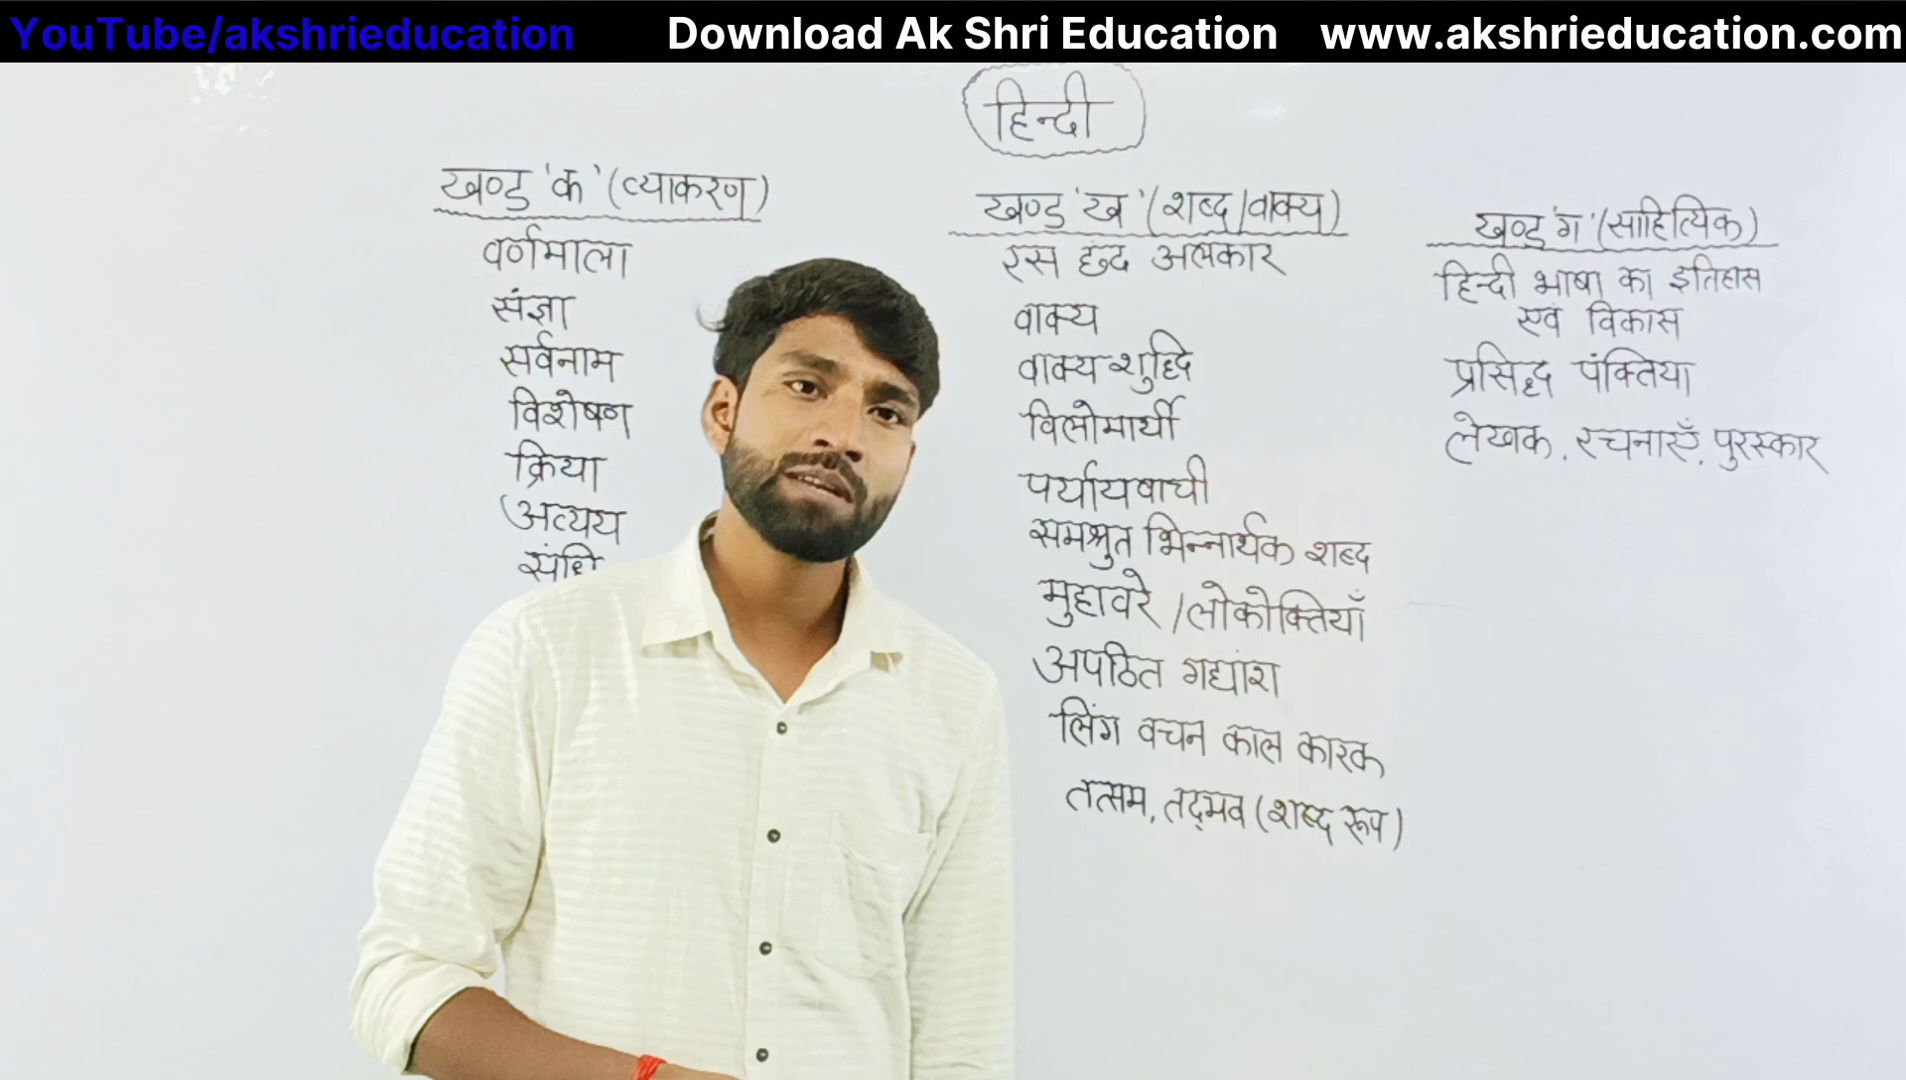 YouTube/akshrieducation Download Ak Shri Education www.akshrieducation.com
हिन्दी
खण्ड 'क' (व्याकरण)
वर्णमाला
संज्ञा
सर्वनाम
विशेषण
क्रिया
अव्यय
संधि
खण्ड 'ख' (शब्द/वाक्य)
रस छंद अलंकार
वाक्य
वाक्य शुद्धि
विलोमार्थी
पर्यायवाची
समश्रुत भिन्नार्थक शब्द
मुहावरे/लोकोक्तियाँ
अपठित गद्यांश
लिंग वचन काल कारक
तत्सम, तद्भव (शब्द रूप)
खण्ड 'ग' (साहित्यिक)
हिन्दी भाषा का इतिहास
एवं विकास
प्रसिद्ध पंक्तिया
लेखक, रचनाएँ, पुरस्कार